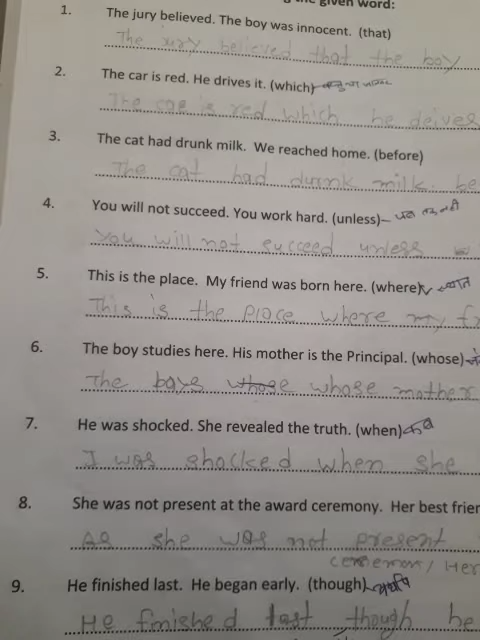 the given word:
1. The jury believed. The boy was innocent. (that)
The jury believed that the boy
2. The car is red. He drives it. (which)
The car is red which he deives
3. The cat had drunk milk. We reached home. (before)
The cat had durnk milk be
4. You will not succeed. You work hard. (unless)
You will not succeed unless w
5. This is the place. My friend was born here. (where)
This is the place where my fr
6. The boy studies here. His mother is the Principal. (whose)
The boys whose whose mother
7. He was shocked. She revealed the truth. (when) कब
I was shocked when she
8. She was not present at the award ceremony. Her best frien
As she was not present
ceremony Her
9. He finished last. He began early. (though)
He finished last though he